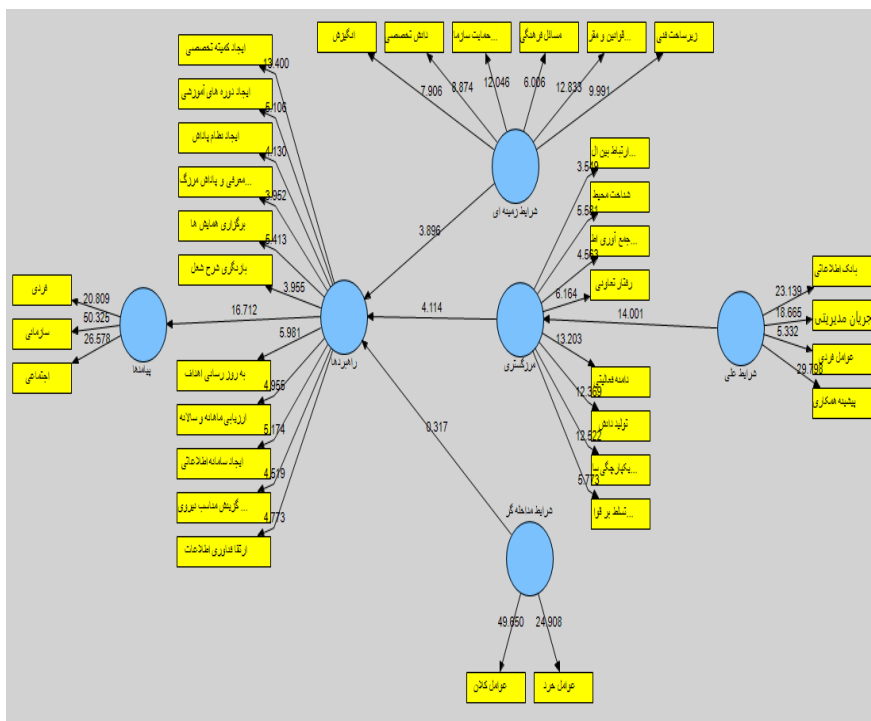 ایجاد کمیته تخصصی
13.400
ایجاد دوره های آموزشی
5.106
ایجاد نظام پاداش
4.130
معرفی و پاداش مرزگ...
3.952
برگزاری همایش ها
5.413
بازنگری شرح شغل
3.955
به روز رسانی اهداف
5.981
ارزیابی ماهانه و سالانه
4.955
ایجاد سامانه اطلاعاتی
5.174
گزینش مناسب نیروی...
4.519
ارتقا فناوری اطلاعات
4.773
راهبردها
انگیزش
7.906
دانش تخصصی
8.874
حمایت سازما...
12.046
مسائل فرهنگی
6.006
قوانین و مقر...
12.833
زیرساخت فنی
9.991
شرایط زمینه ای
3.896
ارتباط بین ال...
3.549
شناخت محیط
5.581
جمع آوری اط...
4.553
رفتار تعاونی
6.164
دامنه فعالیتی
13.203
تولید دانش
12.369
یکپارچگی سا...
12.522
تسلط بر قوا...
5.773
مرزگستری
4.114
14.001
بانک اطلاعاتی
23.139
جریان مدیریتی
18.665
عوامل فردی
5.332
پیشینه همکاری
29.798
شرایط علی
فردی
20.809
سازمانی
50.325
اجتماعی
26.578
پیامدها
16.712
0.317
شرایط مداخله گر
49.650
24.908
عوامل کلان
عوامل خرد